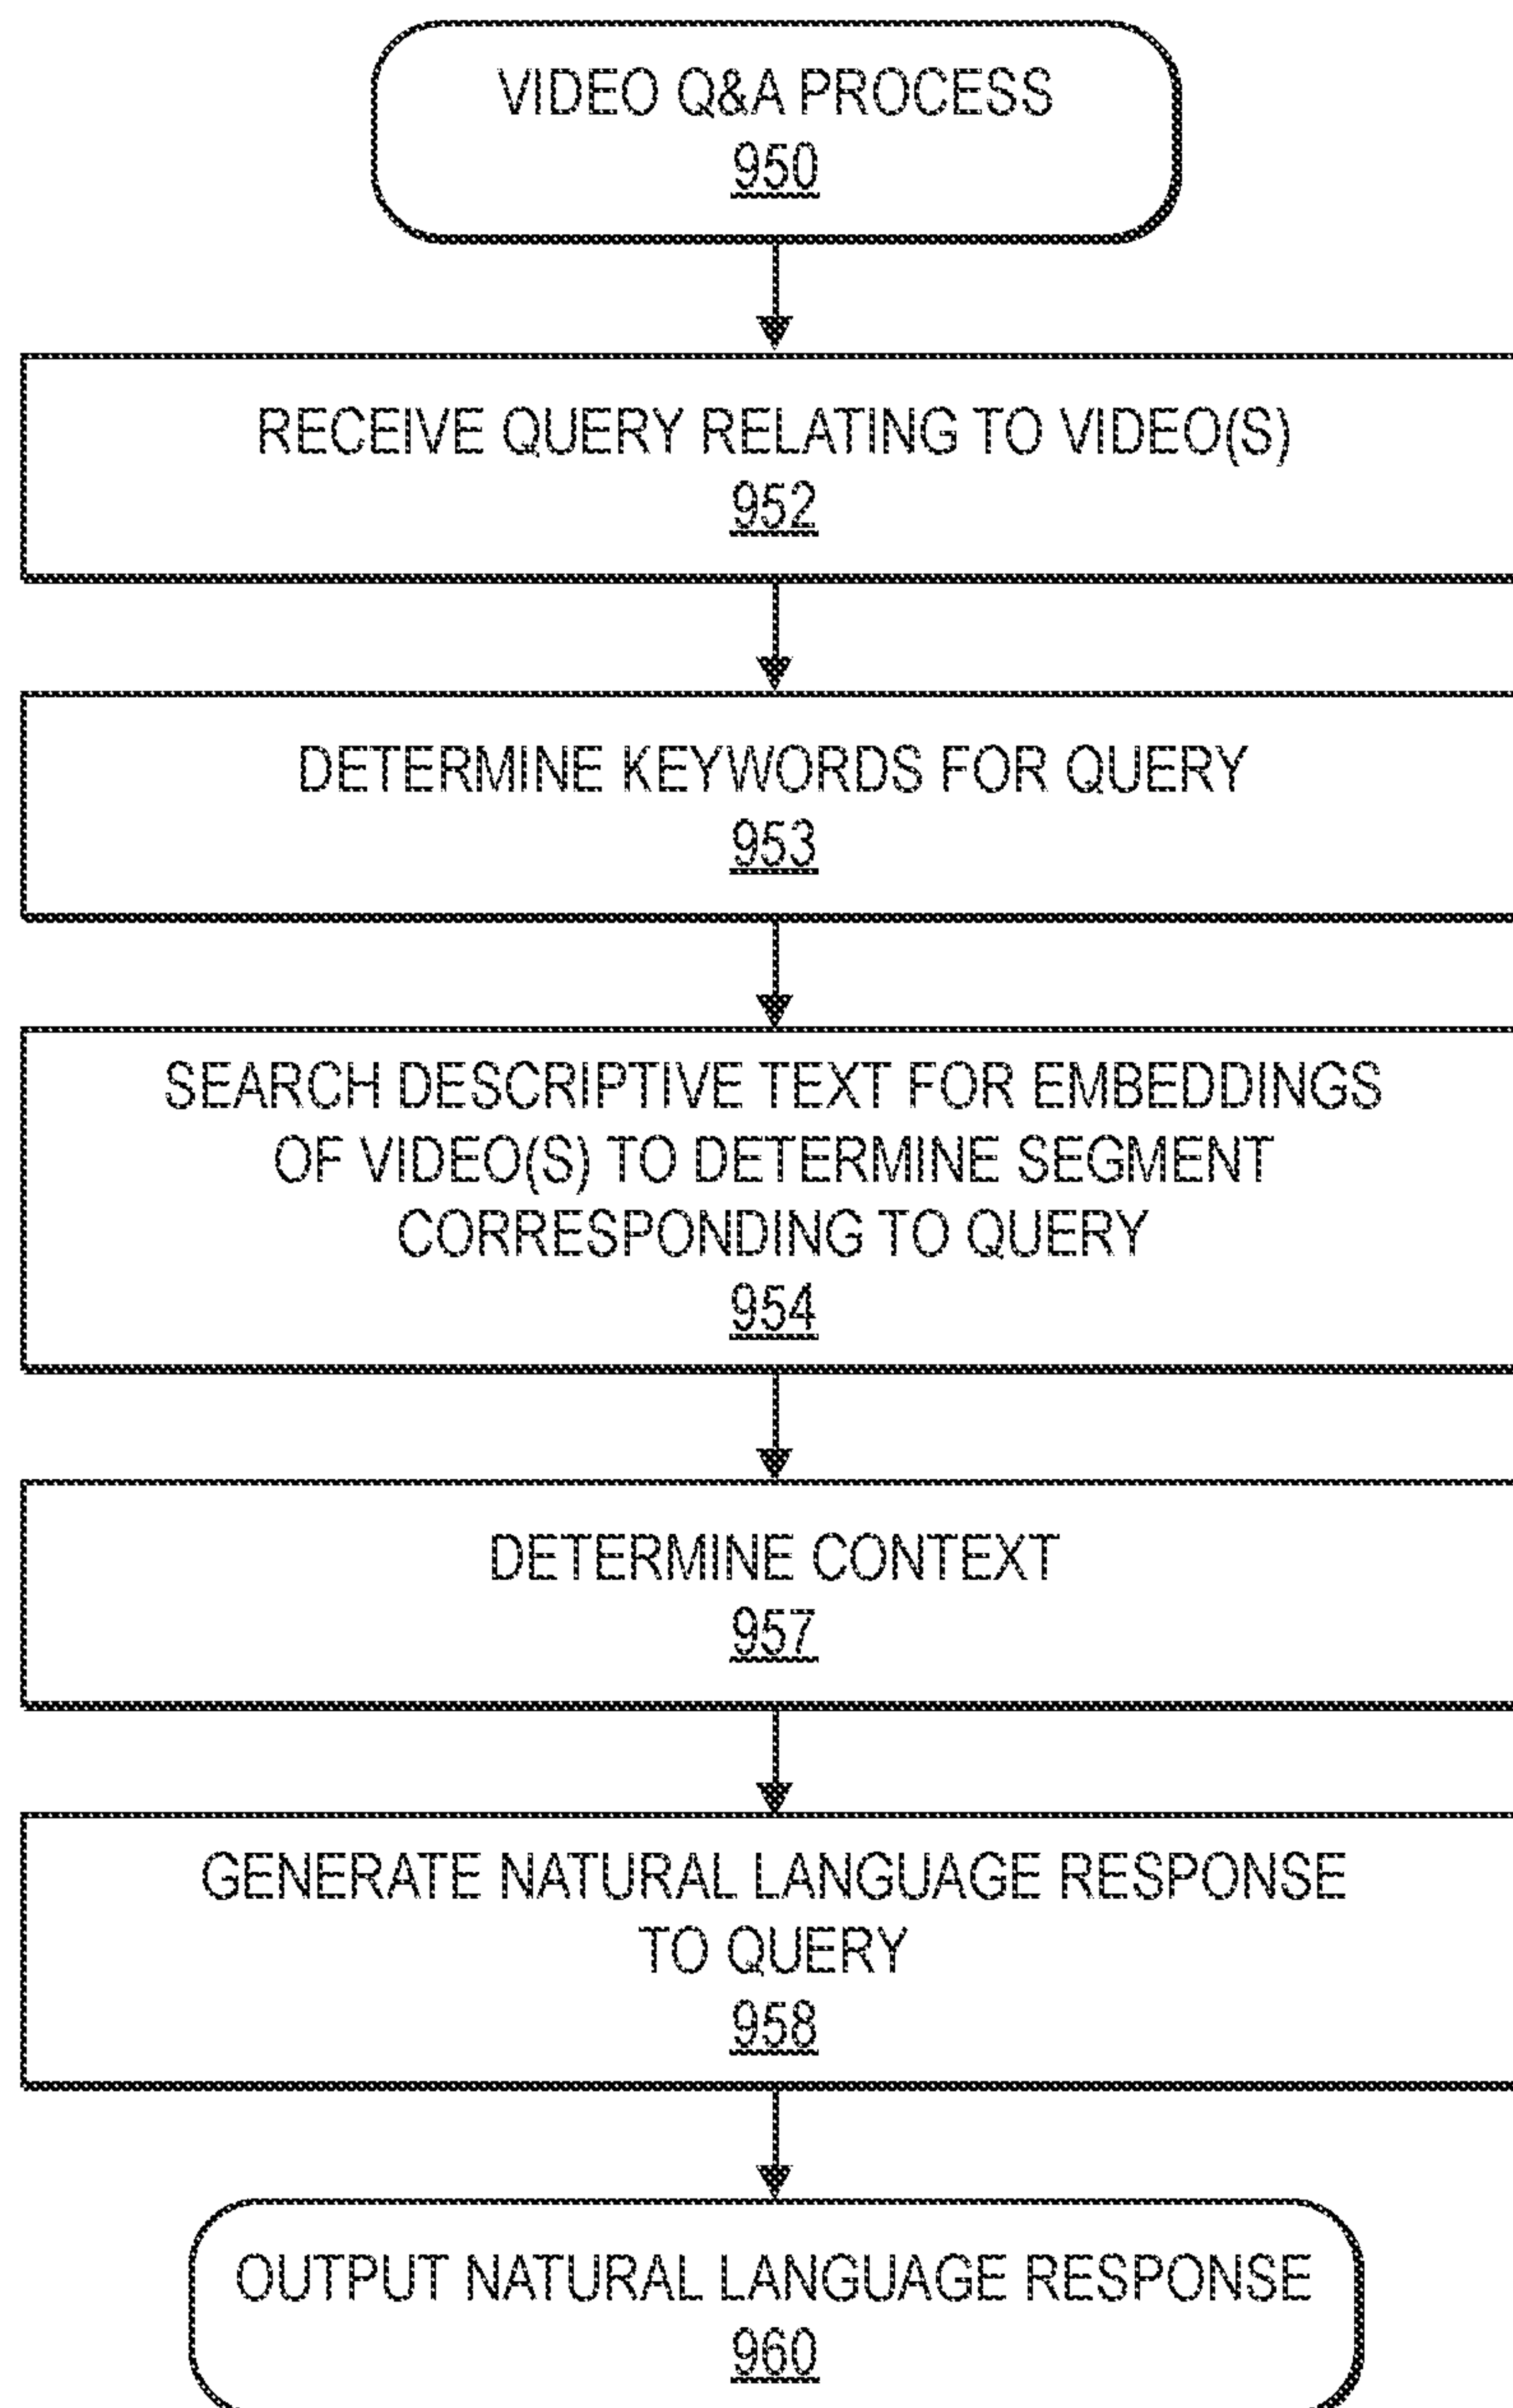 VIDEO Q&A PROCESS
950
RECEIVE QUERY RELATING TO VIDEO(S)
952
DETERMINE KEYWORDS FOR QUERY
953
SEARCH DESCRIPTIVE TEXT FOR EMBEDDINGS
OF VIDEO(S) TO DETERMINE SEGMENT
CORRESPONDING TO QUERY
954
DETERMINE CONTEXT
957
GENERATE NATURAL LANGUAGE RESPONSE
TO QUERY
958
OUTPUT NATURAL LANGUAGE RESPONSE
960